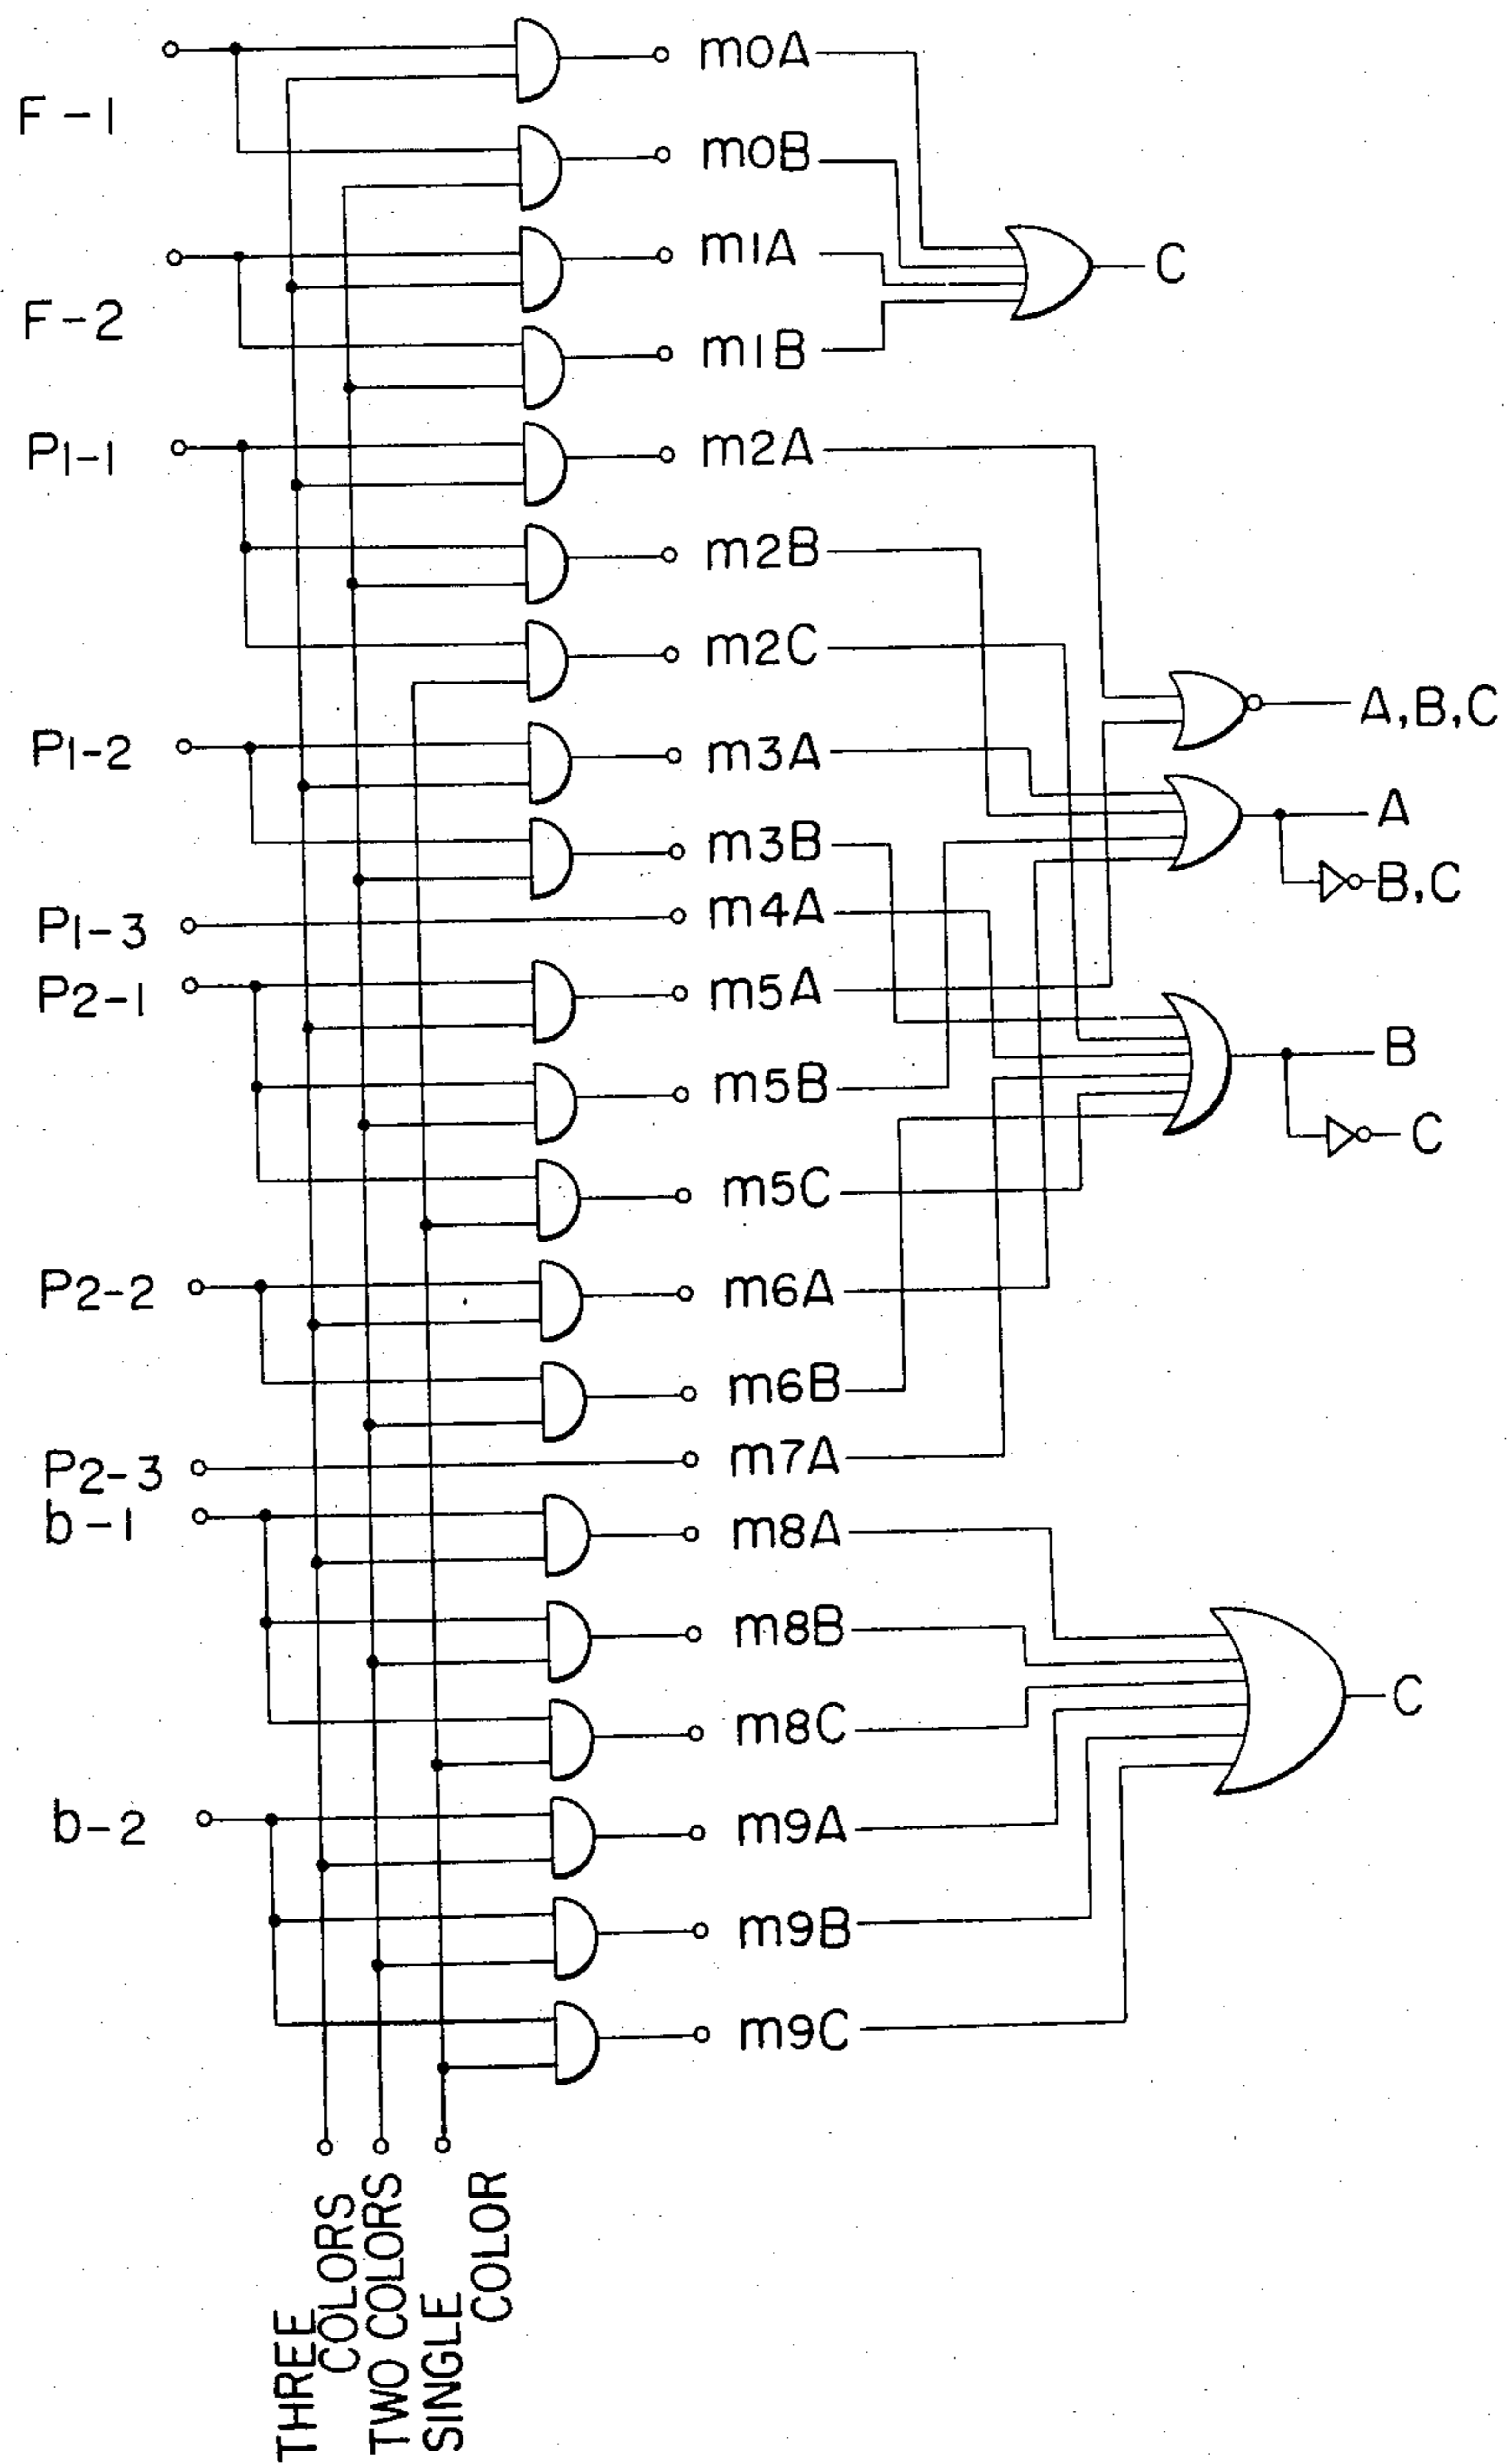 F-1
m0A
m0B
F-2
m1A
C
m1B
P1-1
m2A
m2B
m2C
A,B,C
P1-2
m3A
A
m3B
B,C
P1-3
m4A
P2-1
m5A
B
m5B
C
m5C
P2-2
m6A
m6B
P2-3
m7A
b-1
m8A
m8B
C
m8C
b-2
m9A
m9B
m9C
THREE
COLORS
TWO COLORS
SINGLE
COLOR